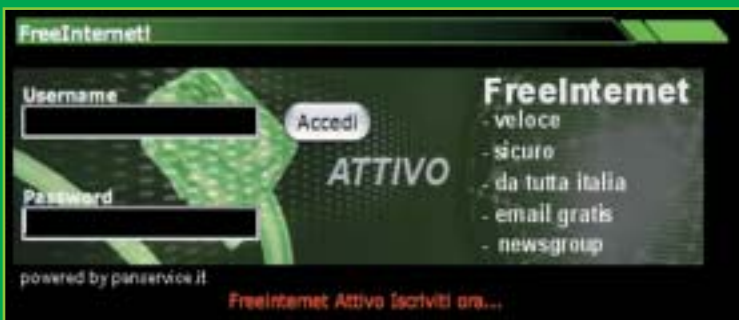 FreeInternet!
Username
Accedi
ATTIVO
Password
FreeInternet
- veloce
- sicuro
- da tutta italia
- email gratis
- newsgroup
powered by panservice.it
FreeInternet Attivo Iscriviti ora...